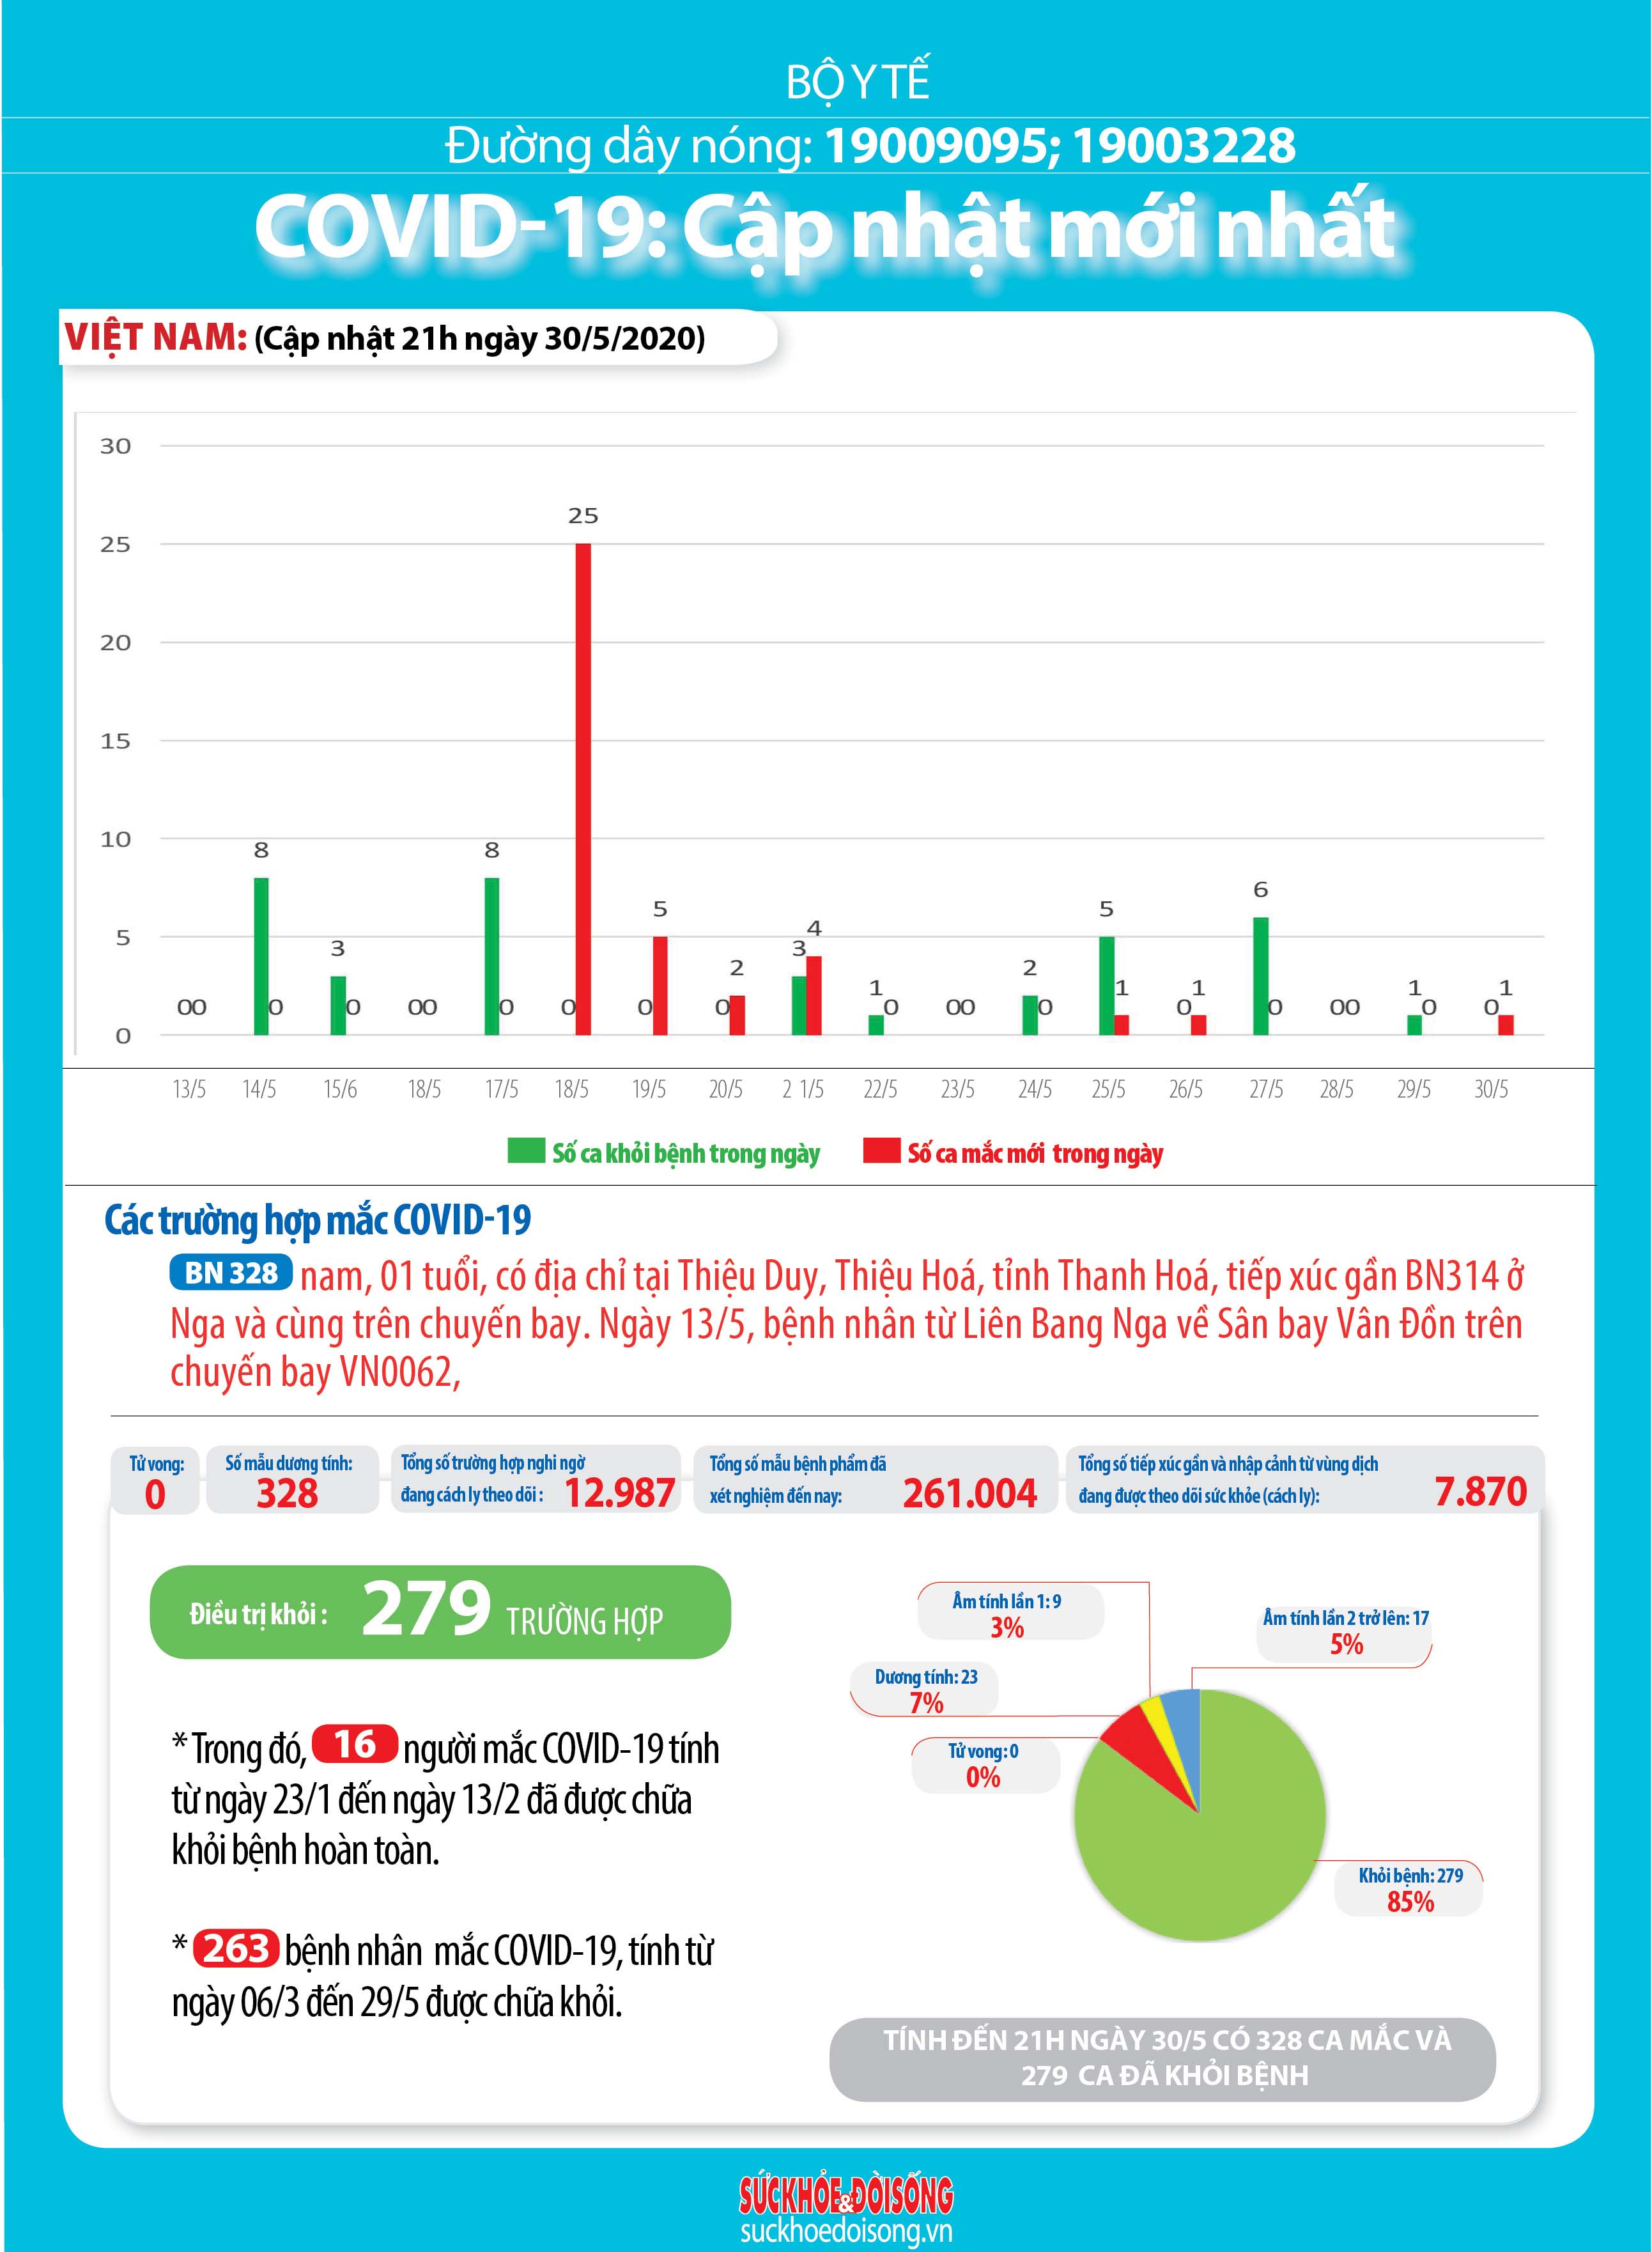 BỘ Y TẾ
Đường dây nóng: 19009095; 19003228
COVID-19: Cập nhật mới nhất
VIỆT NAM: (Cập nhật 21h ngày 30/5/2020)
30
25
20
15
10
5
0
0 0
8 0
3 0
0 0
8 0
0 25
0 5
0 2
3 4
1 0
0 0
2 0
5 1
0 1
6 0
0 0
1 0
0 1
13/5 14/5 15/6 18/5 17/5 18/5 19/5 20/5 2 1/5 22/5 23/5 24/5 25/5 26/5 27/5 28/5 29/5 30/5
Số ca khỏi bệnh trong ngày Số ca mắc mới trong ngày
Các trường hợp mắc COVID-19
BN 328 nam, 01 tuổi, có địa chỉ tại Thiệu Duy, Thiệu Hoá, tỉnh Thanh Hoá, tiếp xúc gần BN314 ở
Nga và cùng trên chuyến bay. Ngày 13/5, bệnh nhân từ Liên Bang Nga về Sân bay Vân Đồn trên
chuyến bay VN0062,
Tử vong:
0
Số mẫu dương tính:
328
Tổng số trường hợp nghi ngờ
đang cách ly theo dõi : 12.987
Tổng số mẫu bệnh phẩm đã
xét nghiệm đến nay: 261.004
Tổng số tiếp xúc gần và nhập cảnh từ vùng dịch
đang được theo dõi sức khỏe (cách ly): 7.870
Điều trị khỏi : 279 TRƯỜNG HỢP
* Trong đó, 16 người mắc COVID-19 tính
từ ngày 23/1 đến ngày 13/2 đã được chữa
khỏi bệnh hoàn toàn.
* 263 bệnh nhân mắc COVID-19, tính từ
ngày 06/3 đến 29/5 được chữa khỏi.
Âm tính lần 1: 9
3%
Âm tính lần 2 trở lên: 17
5%
Dương tính: 23
7%
Tử vong: 0
0%
Khỏi bệnh: 279
85%
TÍNH ĐẾN 21H NGÀY 30/5 CÓ 328 CA MẮC VÀ
279 CA ĐÃ KHỎI BỆNH
SỨC KHỎE & ĐỜI SỐNG
suckhoedoisong.vn